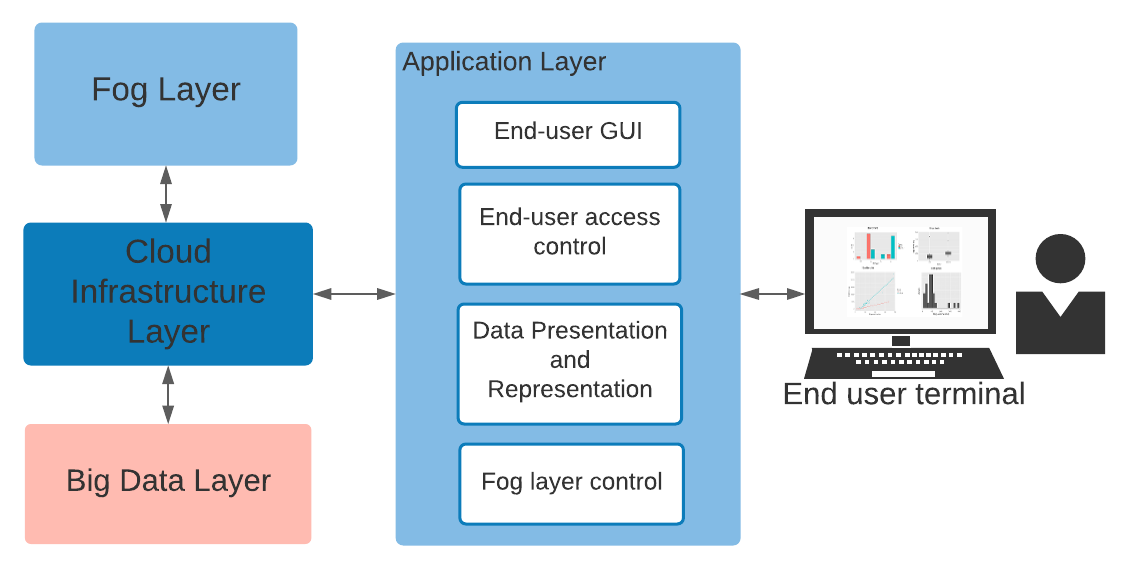 Fog Layer
Cloud
Infrastructure
Layer
Big Data Layer
Application Layer
End-user GUI
End-user access
control
Data Presentation
and
Representation
Fog layer control
End user terminal